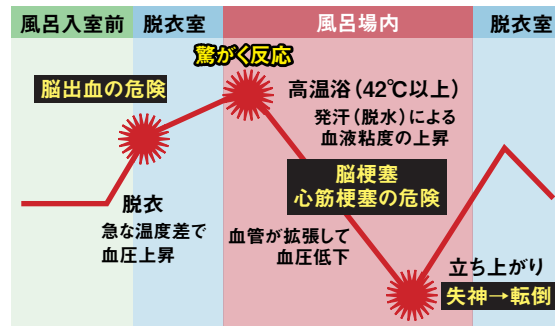 風呂入室前
脱衣室
風呂場内
脱衣室
驚がく反応
脳出血の危険
高温浴（42℃以上）
発汗（脱水）による
血液粘度の上昇
脳梗塞
心筋梗塞の危険
脱衣
急な温度差で
血圧上昇
血管が拡張して
血圧低下
立ち上がり
失神→転倒